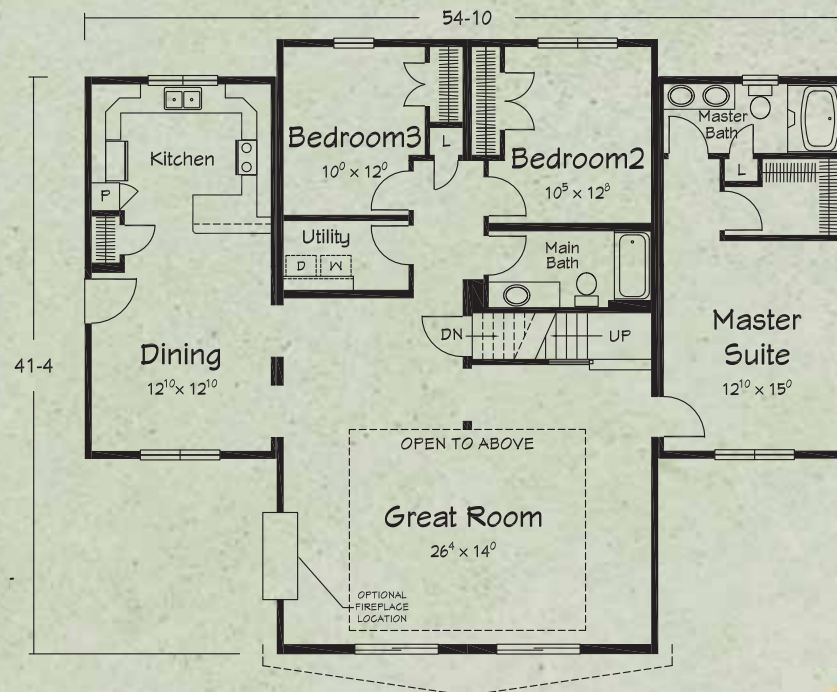 54-10
Kitchen
P
Bedroom3
10⁰ x 12⁰
L
Bedroom2
10⁵ x 12⁸
Master
Bath
L
Utility
D W
Main
Bath
41-4
Dining
12¹⁰ x 12¹⁰
DN
UP
Master
Suite
12¹⁰ x 15⁰
OPEN TO ABOVE
Great Room
26⁴ x 14⁰
OPTIONAL
FIREPLACE
LOCATION